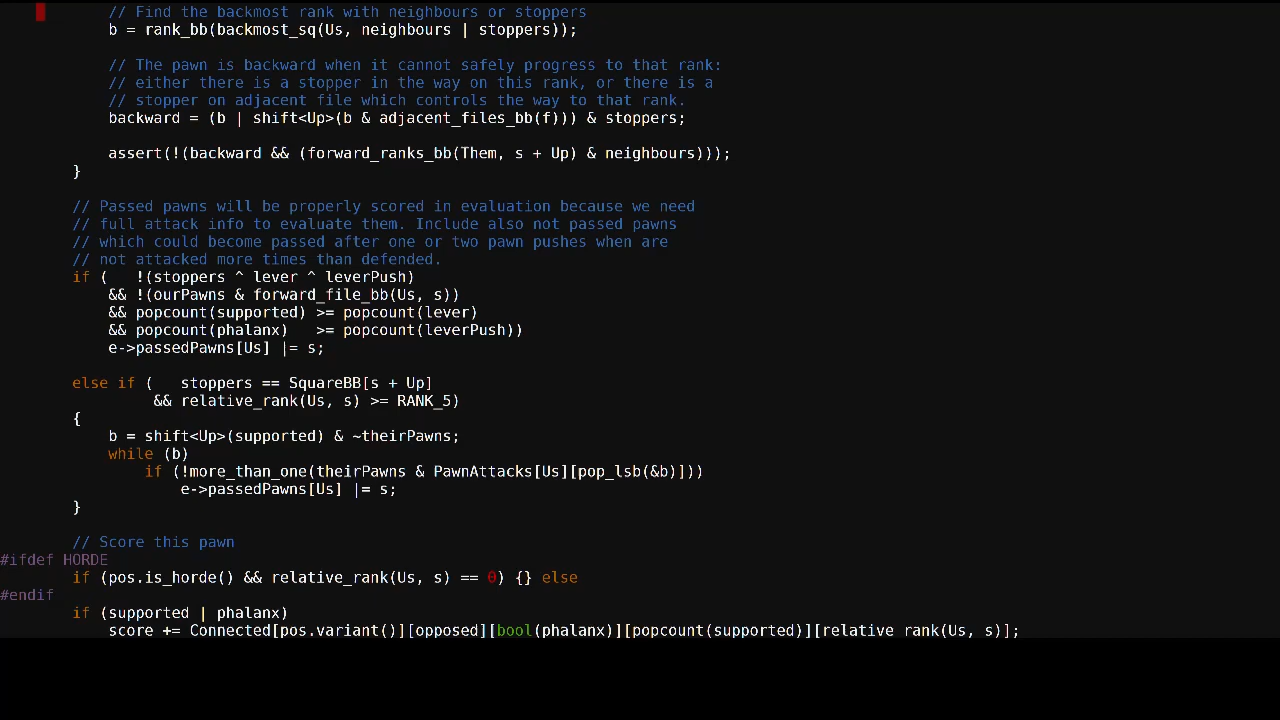 // Find the backmost rank with neighbours or stoppers
b = rank_bb(backmost_sq(Us, neighbours | stoppers));
// The pawn is backward when it cannot safely progress to that rank:
// either there is a stopper in the way on this rank, or there is a
// stopper on adjacent file which controls the way to that rank.
backward = (b | shift<Up>(b & adjacent_files_bb(f))) & stoppers;
assert(!(backward && (forward_ranks_bb(Them, s + Up) & neighbours)));
}
// Passed pawns will be properly scored in evaluation because we need
// full attack info to evaluate them. Include also not passed pawns
// which could become passed after one or two pawn pushes when are
// not attacked more times than defended.
if (   !(stoppers ^ lever ^ leverPush)
&& !(ourPawns & forward_file_bb(Us, s))
&& popcount(supported) >= popcount(lever)
&& popcount(phalanx)   >= popcount(leverPush))
e->passedPawns[Us] |= s;
else if (   stoppers == SquareBB[s + Up]
&& relative_rank(Us, s) >= RANK_5)
{
b = shift<Up>(supported) & ~theirPawns;
while (b)
if (!more_than_one(theirPawns & PawnAttacks[Us][pop_lsb(&b)]))
e->passedPawns[Us] |= s;
}
// Score this pawn
#ifdef HORDE
if (pos.is_horde() && relative_rank(Us, s) == 0) {} else
#endif
if (supported | phalanx)
score += Connected[pos.variant()][opposed][bool(phalanx)][popcount(supported)][relative_rank(Us, s)];